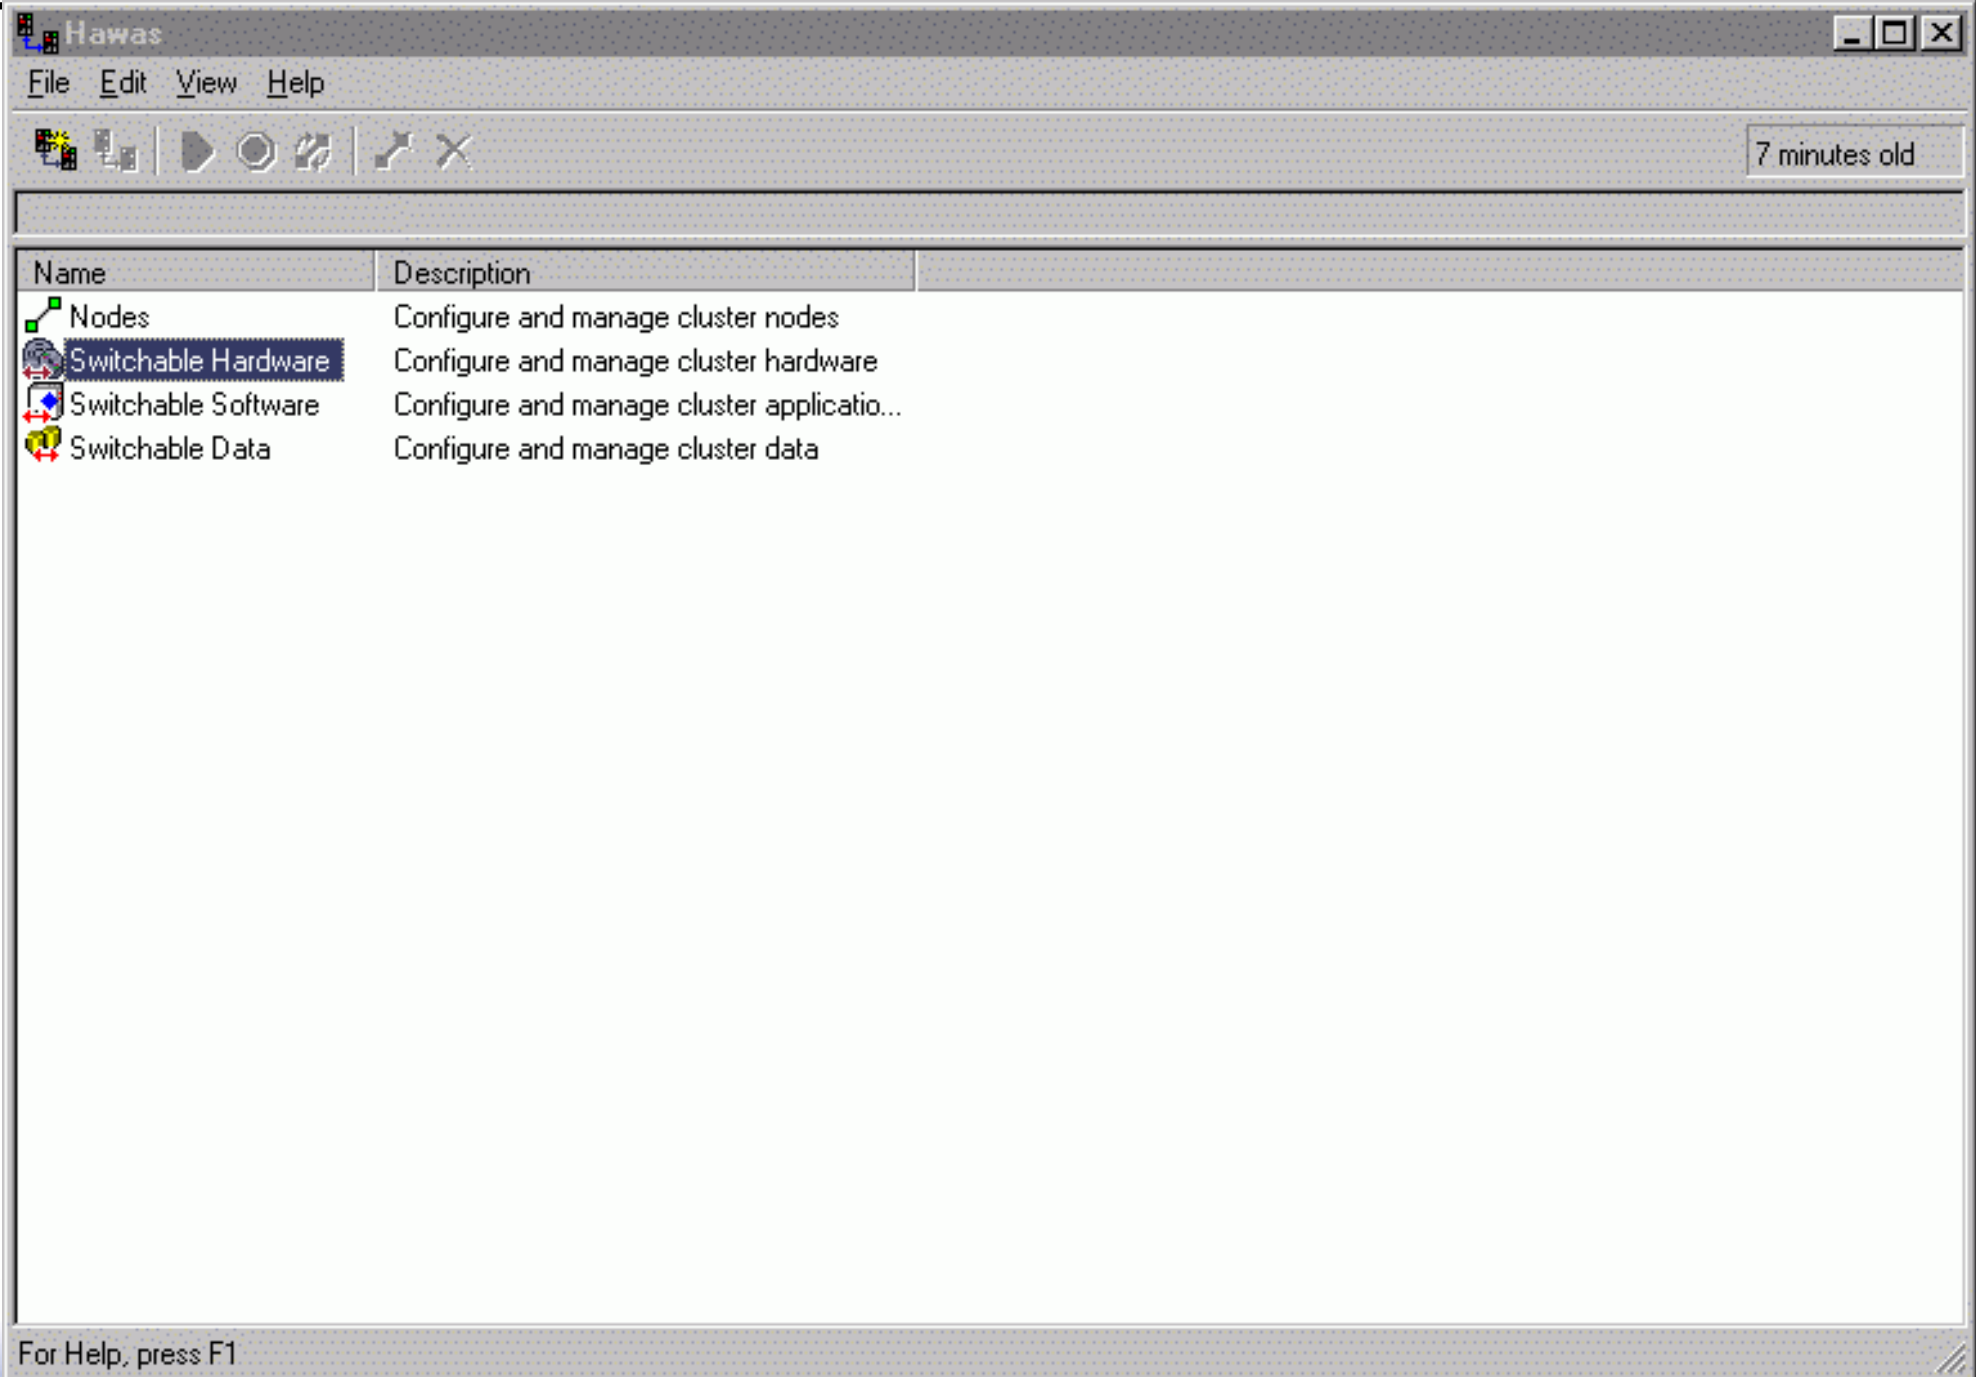 Hawas
File Edit View Help
7 minutes old
Name Description
Nodes Configure and manage cluster nodes
Switchable Hardware Configure and manage cluster hardware
Switchable Software Configure and manage cluster applicatio...
Switchable Data Configure and manage cluster data
For Help, press F1